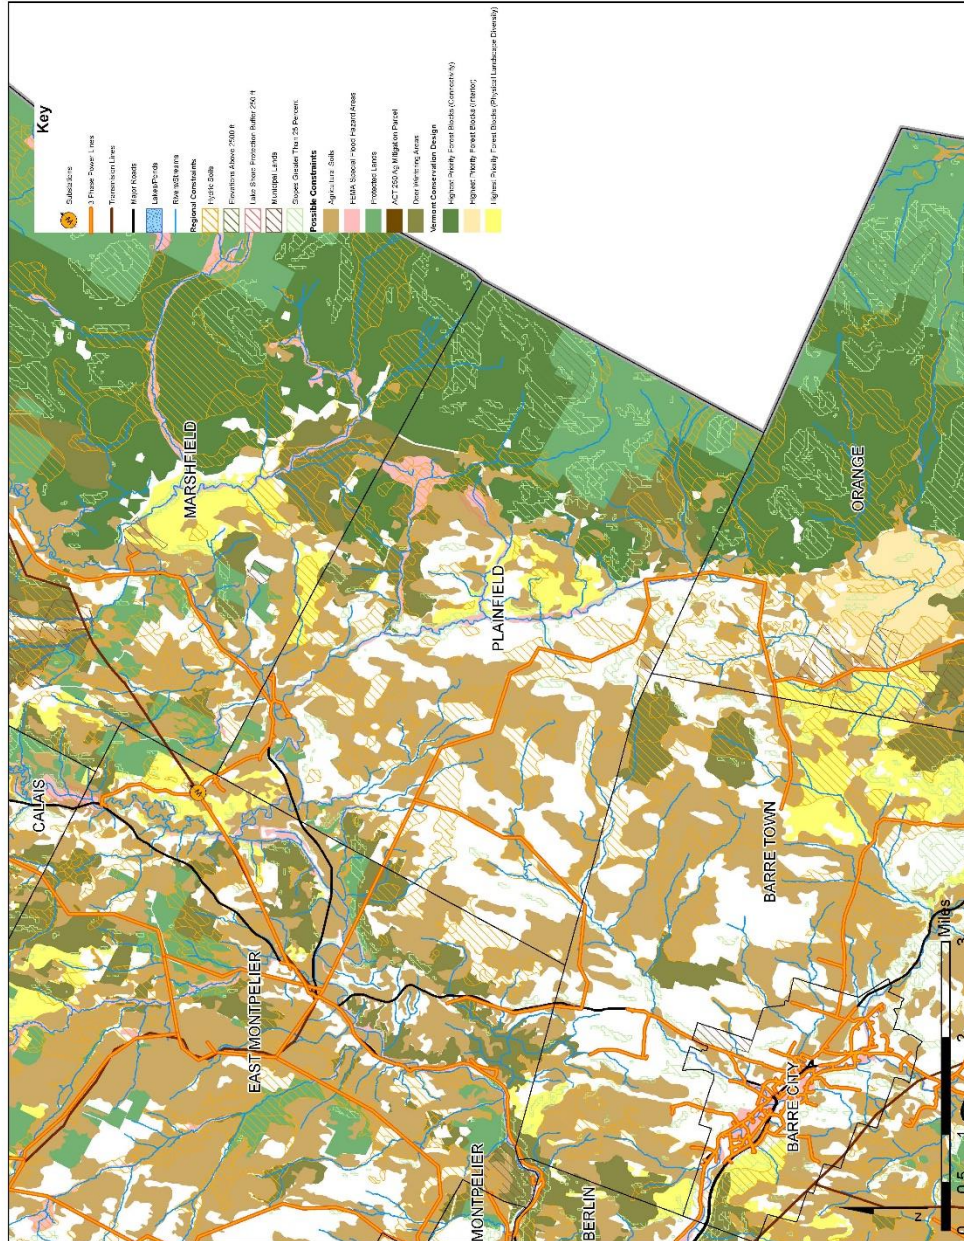 Key
Substations
3 Phase Power Lines
Transmission Lines
Major Roads
Lakes/Ponds
Rivers/Streams
Regional Constraints
Hydric Soils
Elevations Above 2500 ft
Lake Shore Protection Buffer 250 ft
Municipal Lands
Slopes Greater Than 25 Percent
Possible Constraints
Agricultural Soils
FEMA Special Flood Hazard Areas
Protected Lands
ACT 250 Ag Mitigation Parcel
Deer Wintering Areas
Vermont Conservation Design
Highest Priority Forest Blocks (Connectivity)
Highest Priority Forest Blocks (Interior)
Highest Priority Forest Blocks (Physical Landscape Diversity)
CALAIS
MARSHFIELD
EAST MONTPELIER
PLAINFIELD
MONTPELIER
BERLIN
BARRE CITY
BARRE TOWN
ORANGE
W
Z
0 0.5 1 2 3
Miles